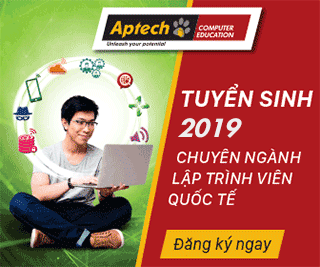 Aptech
COMPUTER
EDUCATION
Unleash your potential
TUYỂN SINH
2019
CHUYÊN NGÀNH
LẬP TRÌNH VIÊN
QUỐC TẾ
Đăng ký ngay